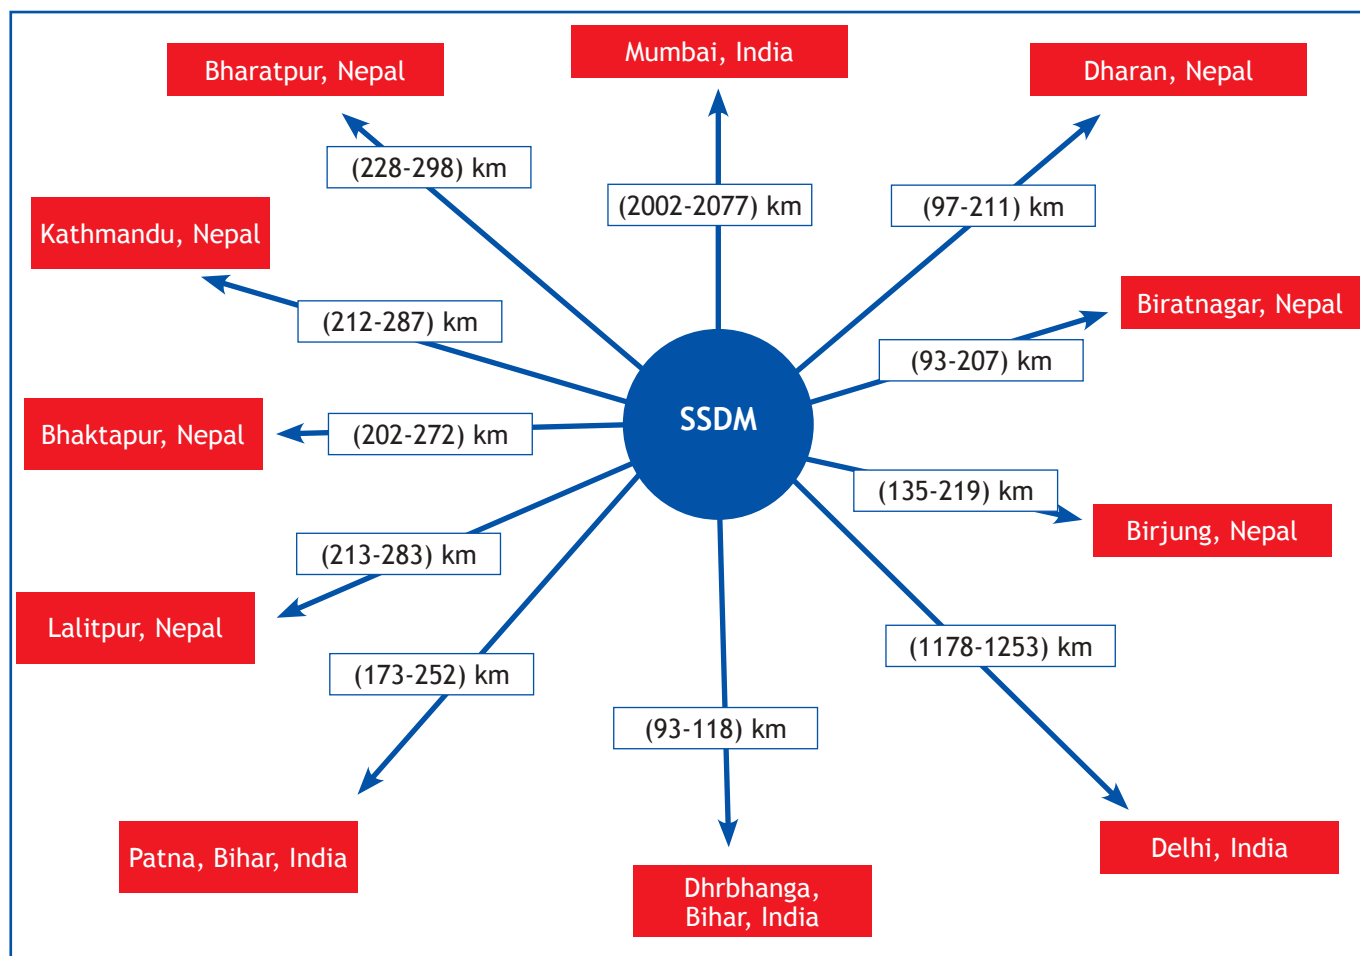 Mumbai, India
Bharatpur, Nepal
Dharan, Nepal
(228-298) km
(2002-2077) km
(97-211) km
Kathmandu, Nepal
Biratnagar, Nepal
(212-287) km
(93-207) km
SSDM
Bhaktapur, Nepal
(202-272) km
(135-219) km
Birjung, Nepal
(213-283) km
Lalitpur, Nepal
(1178-1253) km
(173-252) km
(93-118) km
Patna, Bihar, India
Delhi, India
Dhrbhanga,
Bihar, India